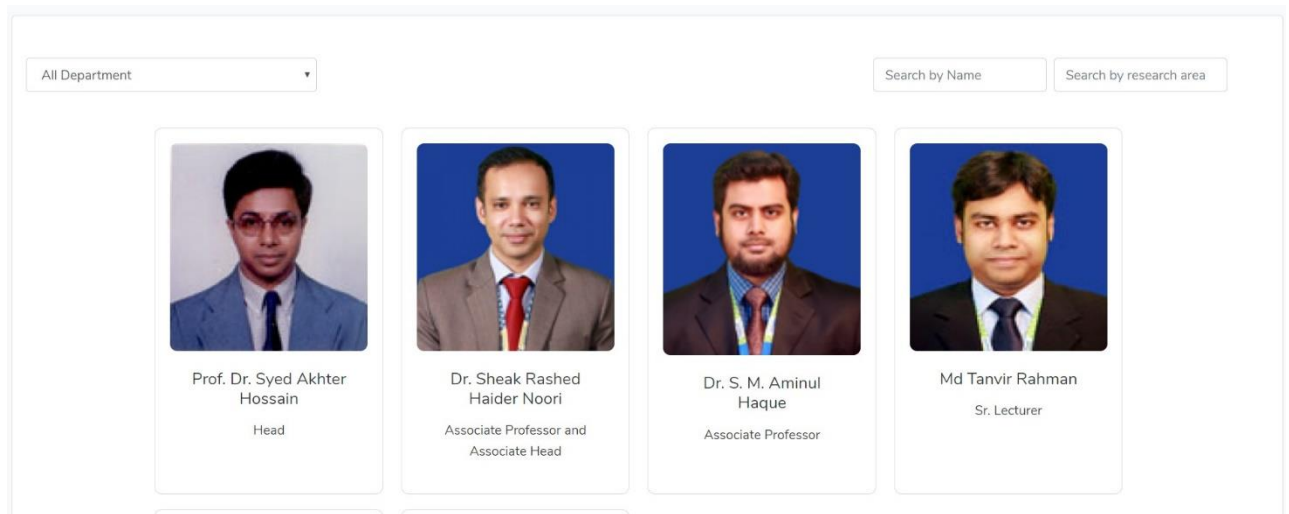 All Department
Search by Name
Search by research area
Prof. Dr. Syed Akhter
Hossain
Head
Dr. Sheak Rashed
Haider Noori
Associate Professor and
Associate Head
Dr. S. M. Aminul
Haque
Associate Professor
Md Tanvir Rahman
Sr. Lecturer